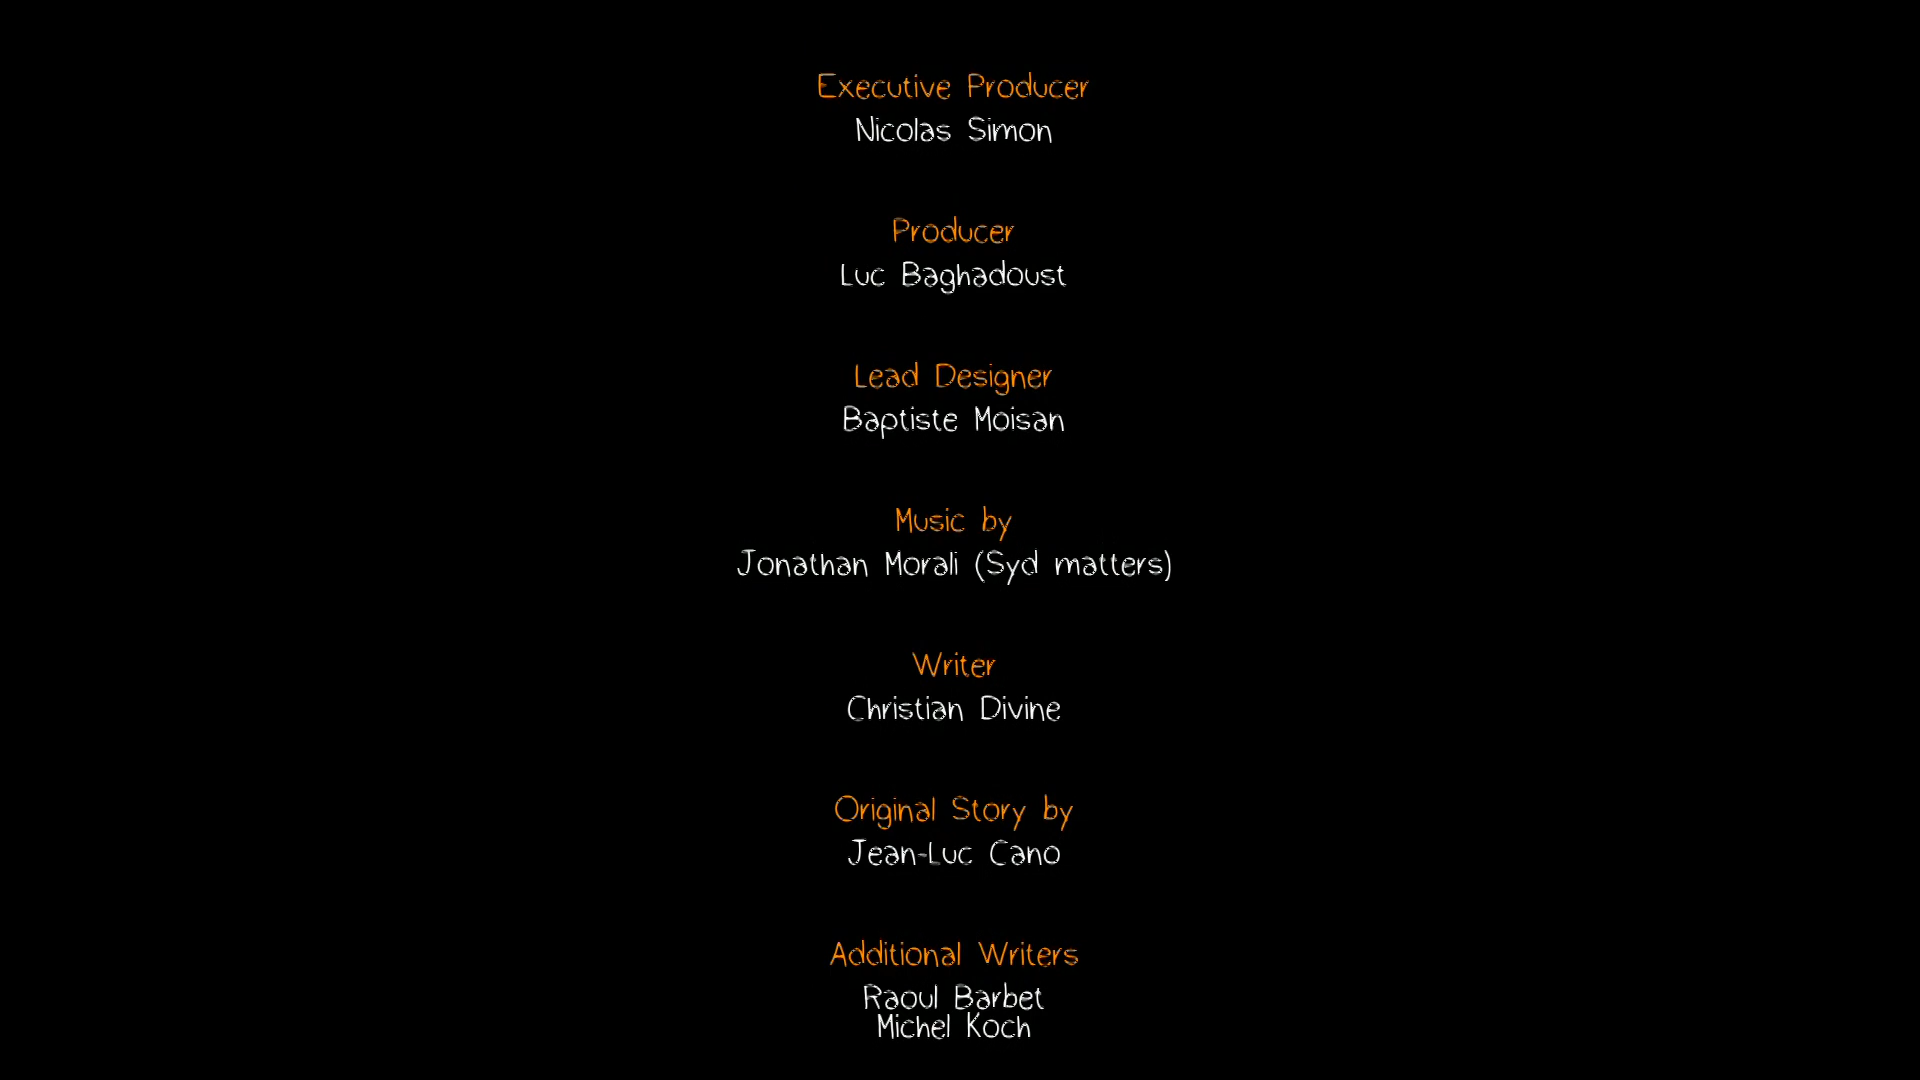 Executive Producer
Nicolas Simon
Producer
Luc Baghadoust
Lead Designer
Baptiste Moisan
Music by
Jonathan Morali (Syd matters)
Writer
Christian Divine
Original Story by
Jean-Luc Cano
Additional Writers
Raoul Barbet
Michel Koch